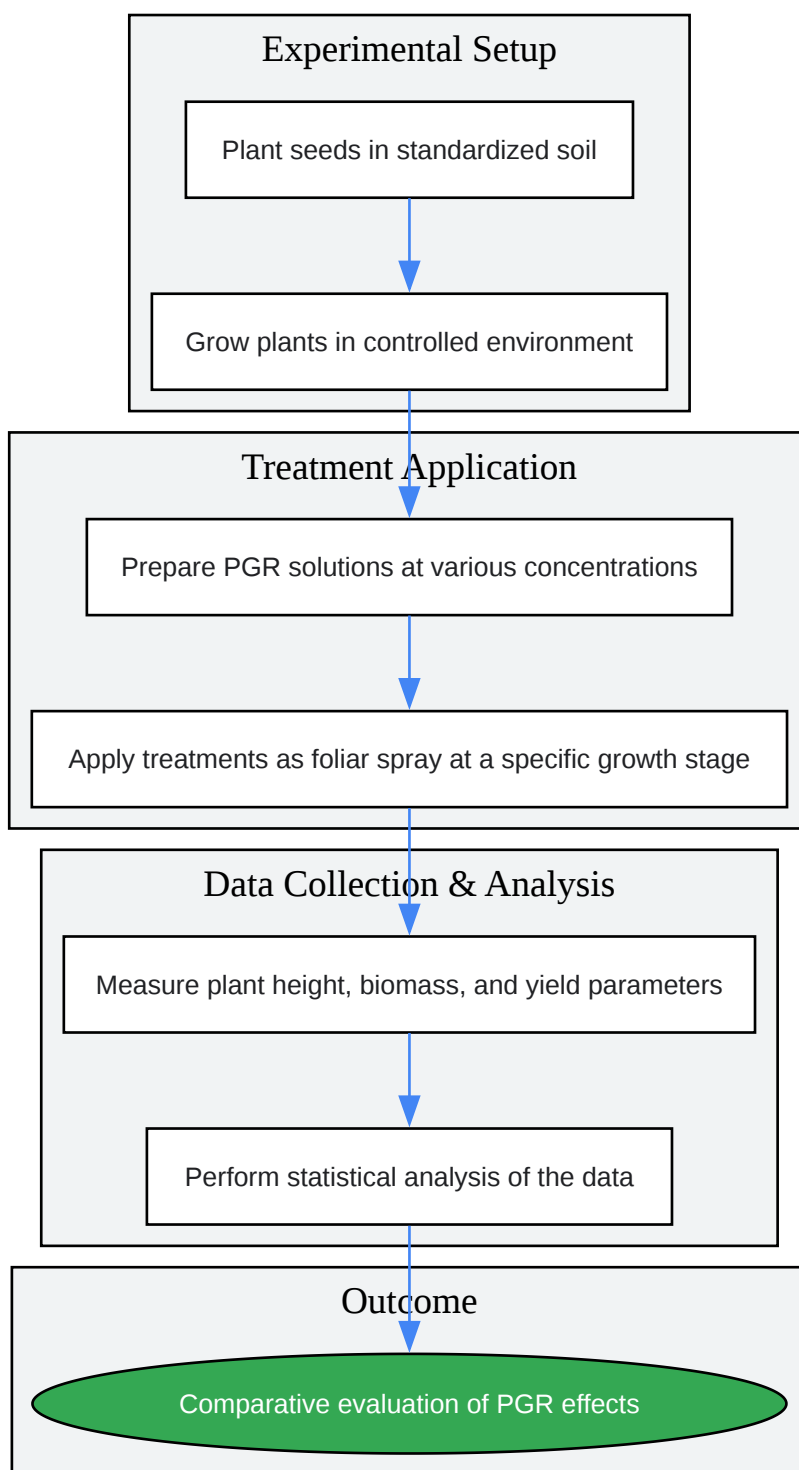 Experimental Setup
Plant seeds in standardized soil
Grow plants in controlled environment
Treatment Application
Prepare PGR solutions at various concentrations
Apply treatments as foliar spray at a specific growth stage
Data Collection & Analysis
Measure plant height, biomass, and yield parameters
Perform statistical analysis of the data
Outcome
Comparative evaluation of PGR effects